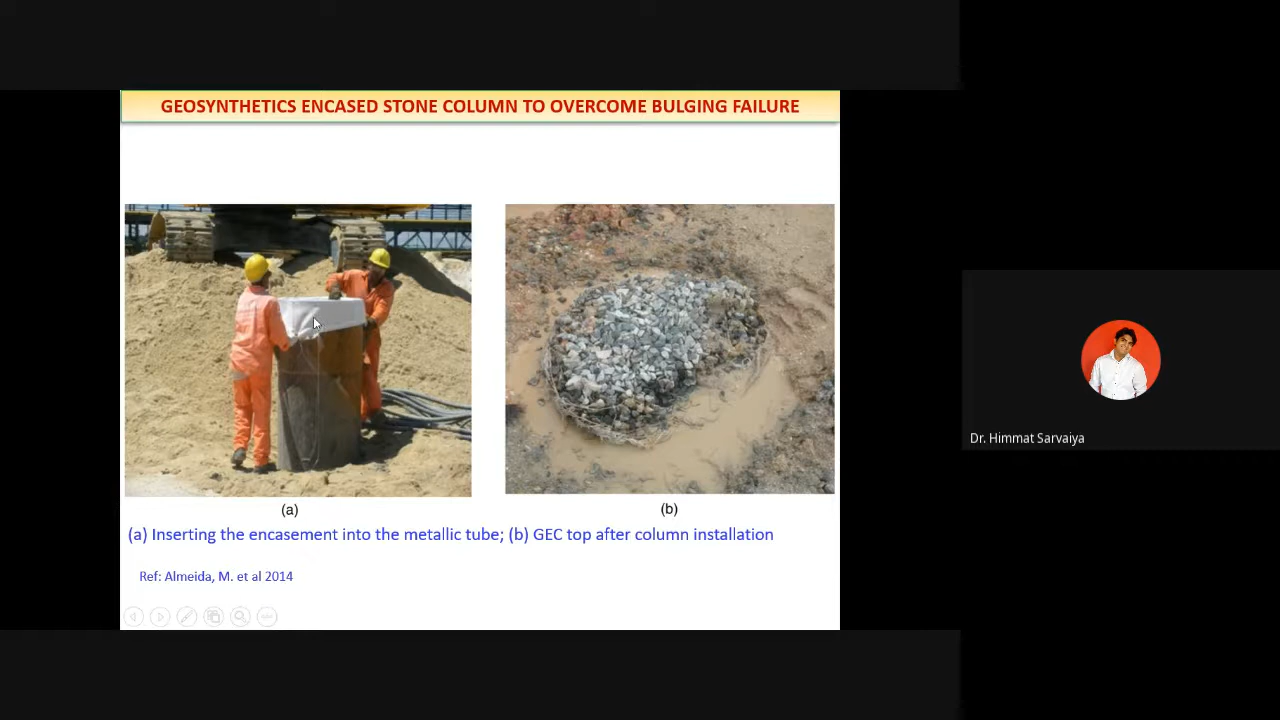 GEOSYNTHETICS ENCASED STONE COLUMN TO OVERCOME BULGING FAILURE
(a)
(b)
(a) Inserting the encasement into the metallic tube; (b) GEC top after column installation
Ref: Almeida, M. et al 2014
Dr. Himmat Sarvaiya